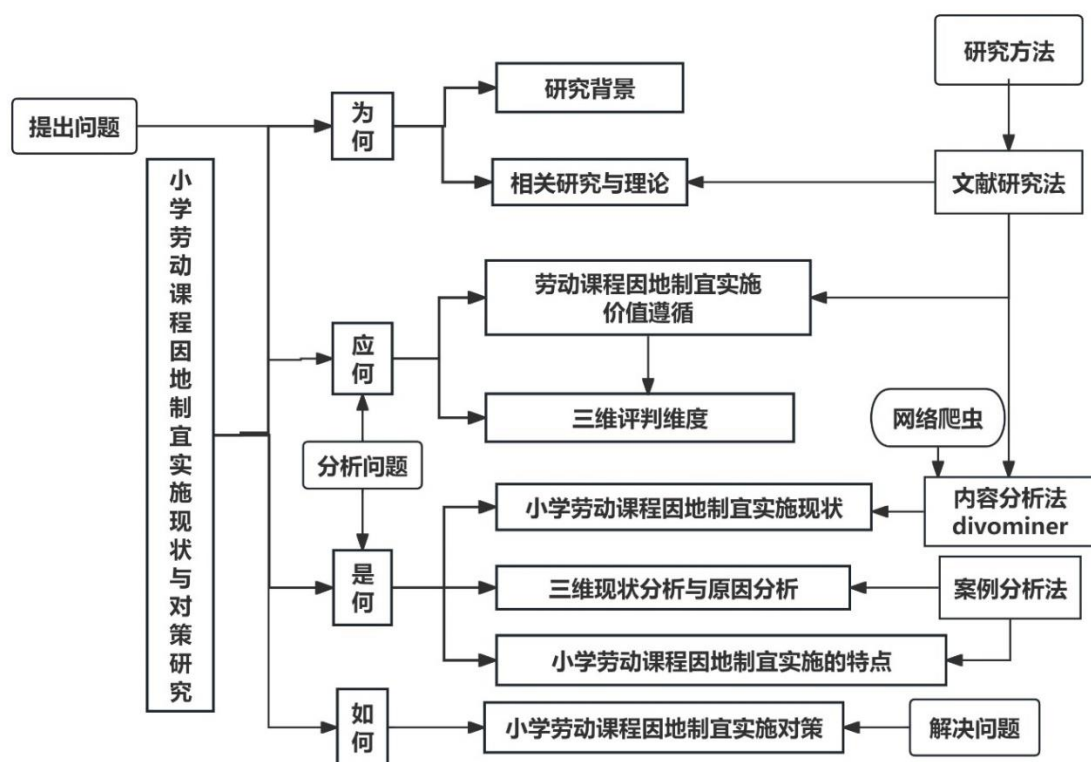 研究方法
提出问题
为何
研究背景
相关研究与理论
文献研究法
小学劳动课程因地制宜实施现状与对策研究
应何
劳动课程因地制宜实施
价值遵循
三维评判维度
网络爬虫
分析问题
内容分析法
divominer
是何
小学劳动课程因地制宜实施现状
三维现状分析与原因分析
案例分析法
小学劳动课程因地制宜实施的特点
如何
小学劳动课程因地制宜实施对策
解决问题